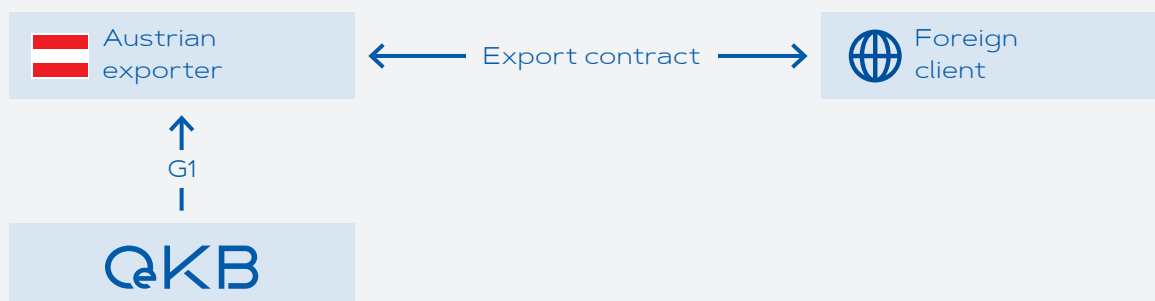 Austrian
exporter
Export contract
Foreign
client
G1
OeKB